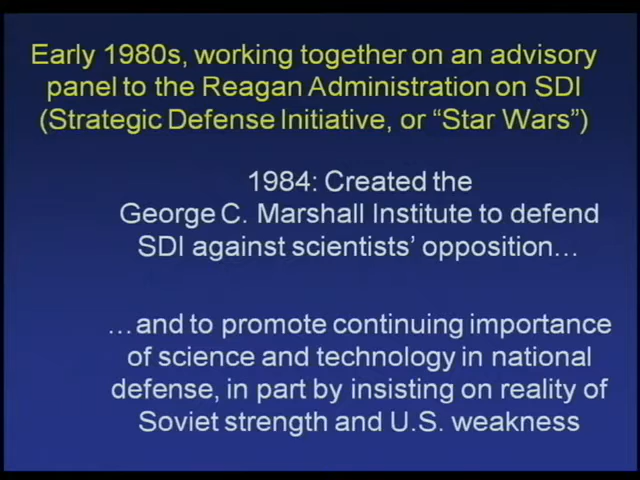 Early 1980s, working together on an advisory
panel to the Reagan Administration on SDI
(Strategic Defense Initiative, or “Star Wars”)
1984: Created the
George C. Marshall Institute to defend
SDI against scientists’ opposition…
…and to promote continuing importance
of science and technology in national
defense, in part by insisting on reality of
Soviet strength and U.S. weakness